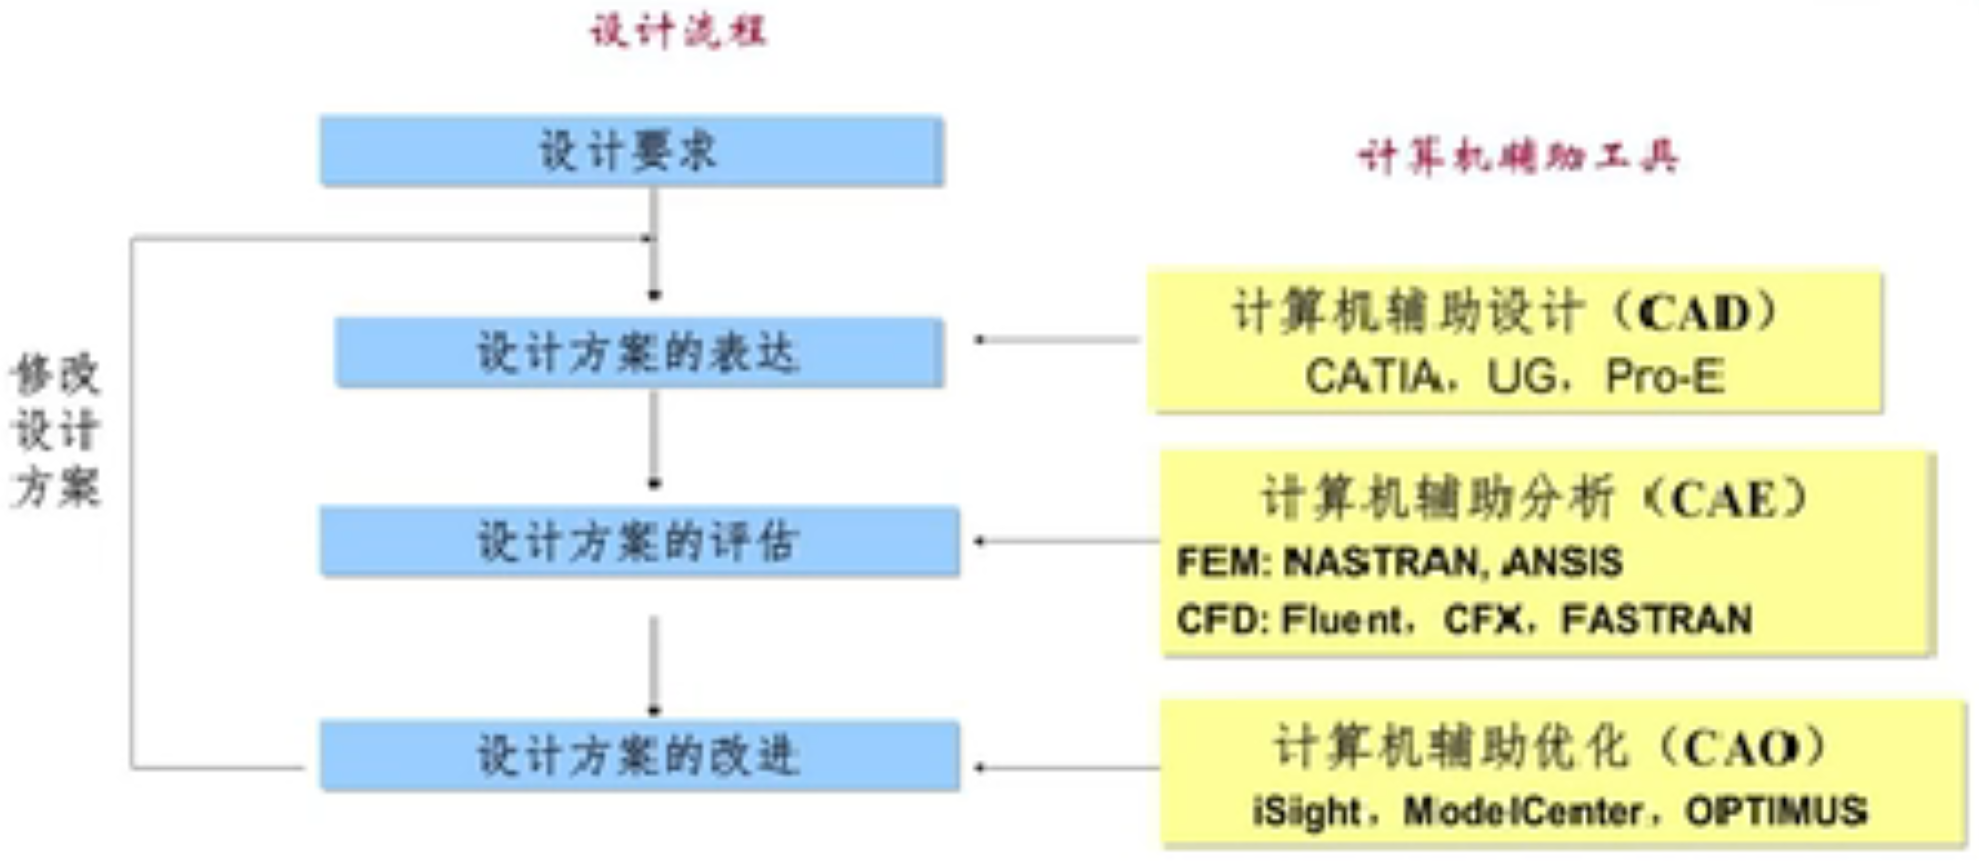 设计流程
设计要求
计算机辅助工具
计算机辅助设计（CAD）
CATIA，UG，Pro-E
设计方案的表达
修改
设计
方案
计算机辅助分析（CAE）
FEM: NASTRAN, ANSIS
CFD: Fluent，CFX，FASTRAN
设计方案的评估
设计方案的改进
计算机辅助优化（CAO）
iSight，ModelCenter，OPTIMUS